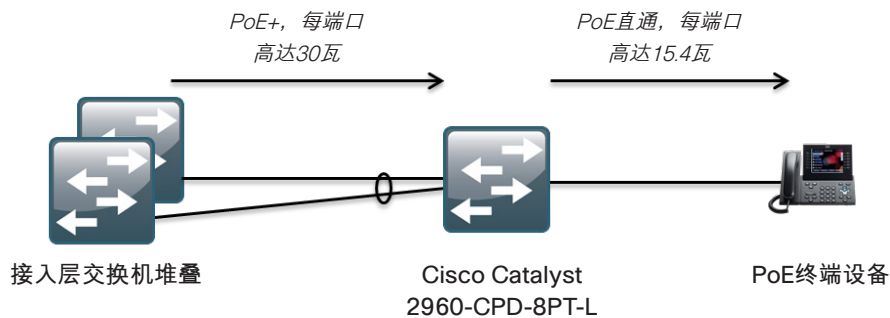 PoE+，每端口
高达30瓦
PoE直通，每端口
高达15.4瓦
接入层交换机堆叠
Cisco Catalyst
2960-CPD-8PT-L
PoE终端设备